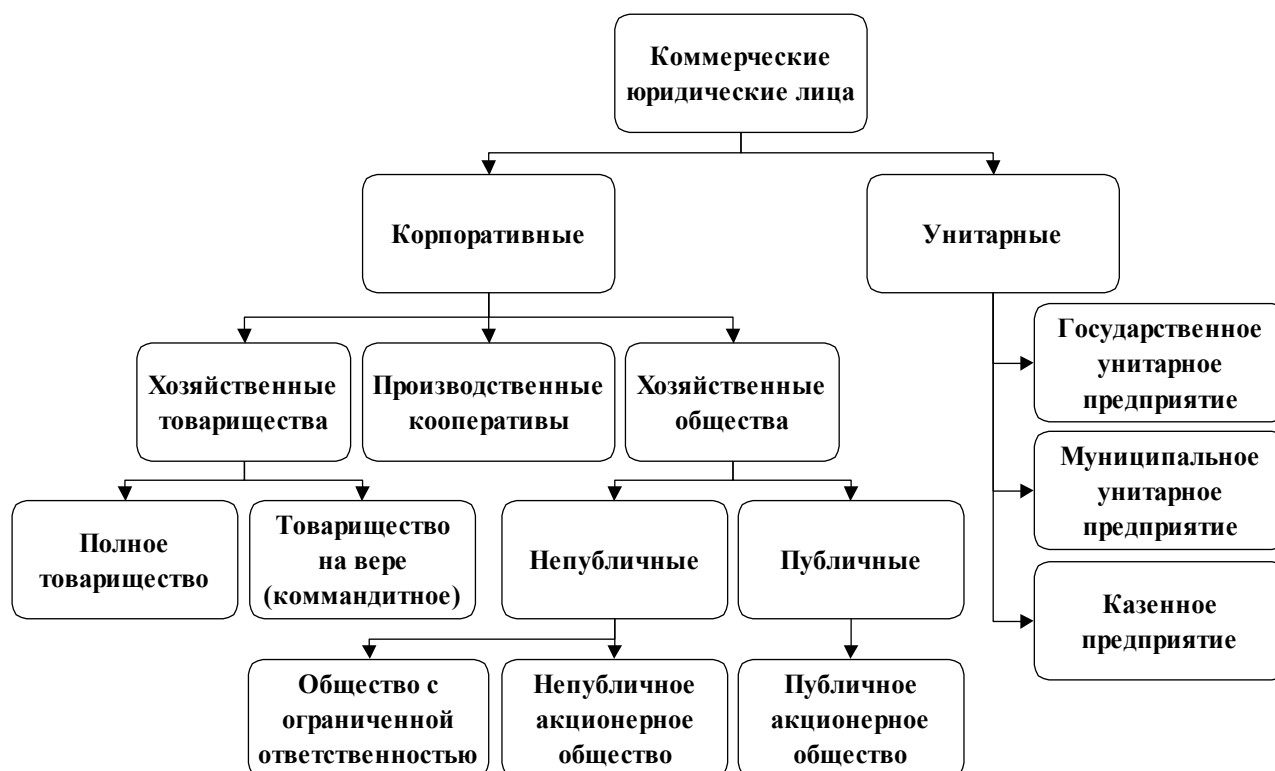 Коммерческие
юридические лица
Корпоративные
Унитарные
Хозяйственные
товарищества
Производственные
кооперативы
Хозяйственные
общества
Государственное
унитарное
предприятие
Муниципальное
унитарное
предприятие
Казенное
предприятие
Полное
товарищество
Товарищество
на вере
(коммандитное)
Непубличные
Публичные
Общество с
ограниченной
ответственностью
Непубличное
акционерное
общество
Публичное
акционерное
общество